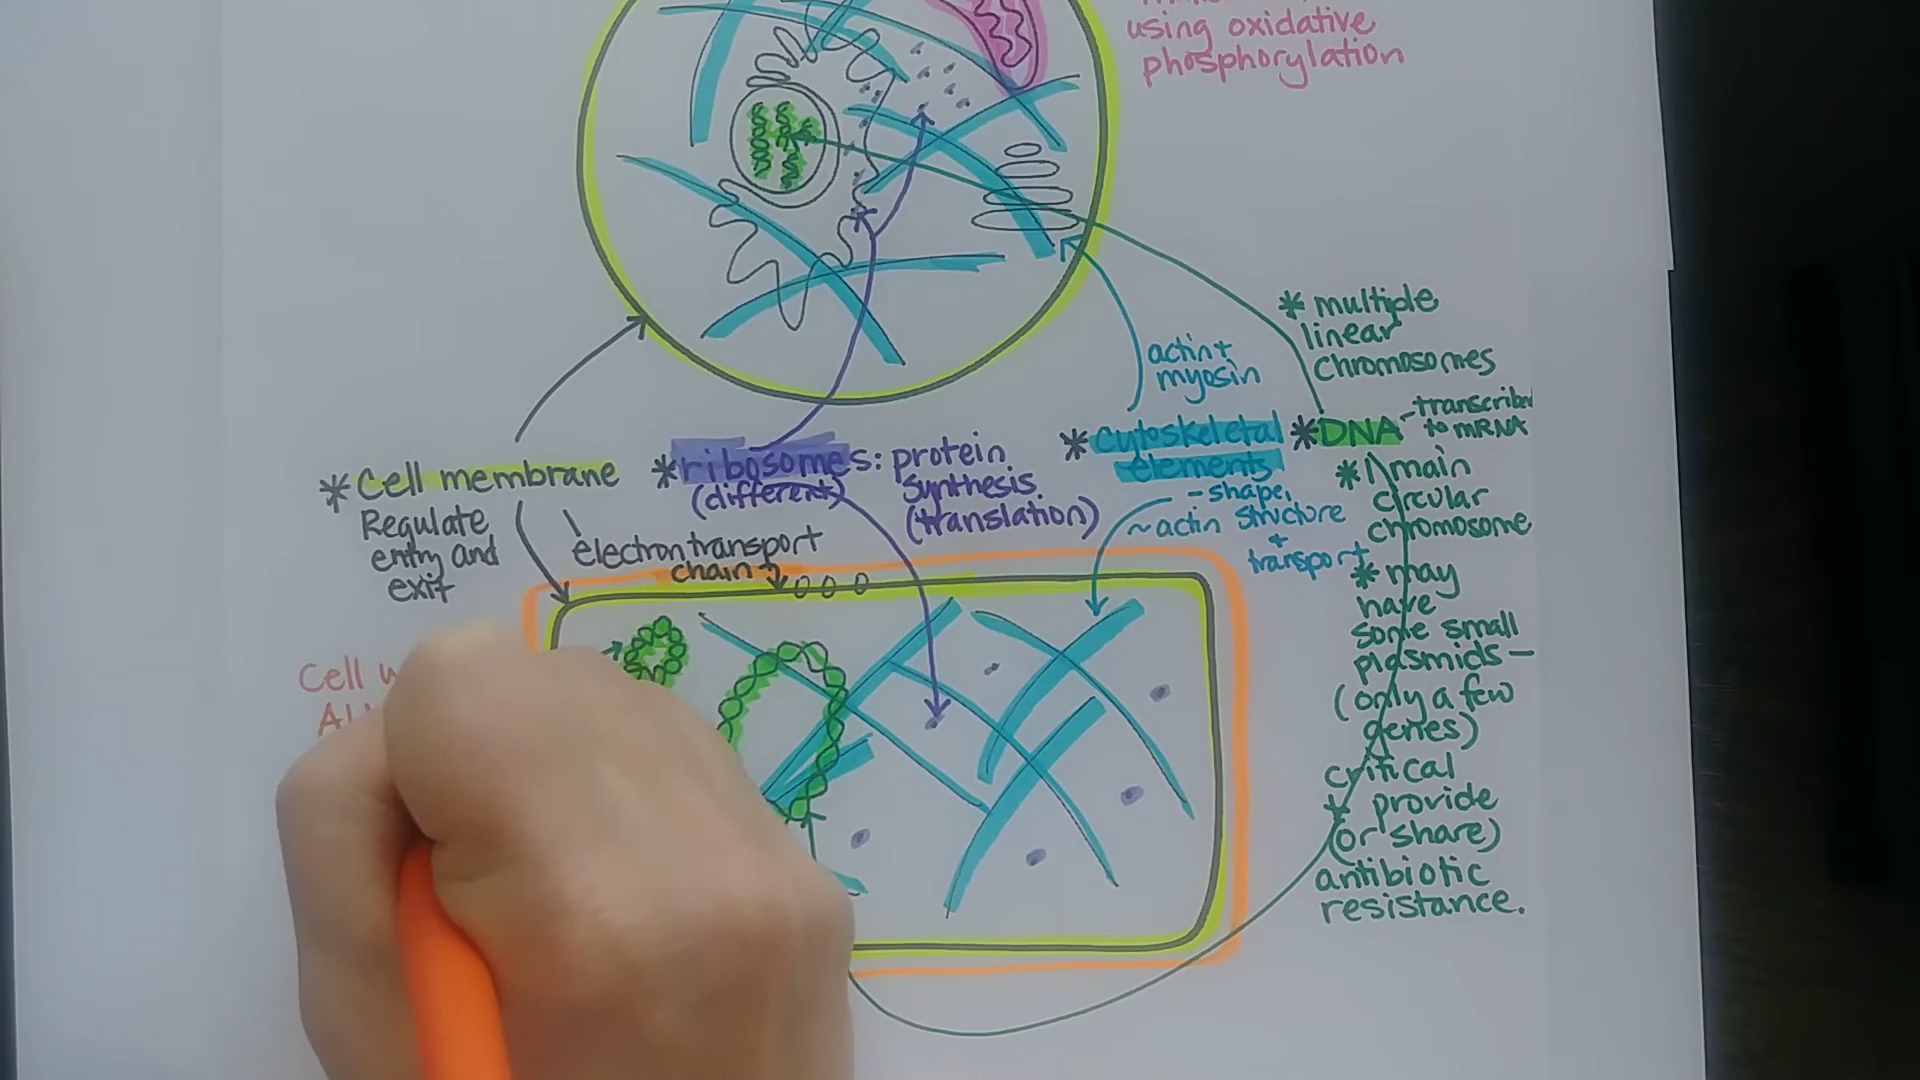 using oxidative
phosphorylation
* multiple
linear
chromosomes
actin +
myosin
* Cell membrane
Regulate
entry and
exit
electron transport
chain
* ribosomes: protein
(different) synthesis
(translation)
* cytoskeletal
elements
- shape,
~ actin structure
+
transport
* DNA - transcribed
to mRNA
* 1 main
circular
chromosome
* may
have
some small
plasmids -
(only a few
genes)
critical
* provide
(or share)
antibiotic
resistance.
Cell